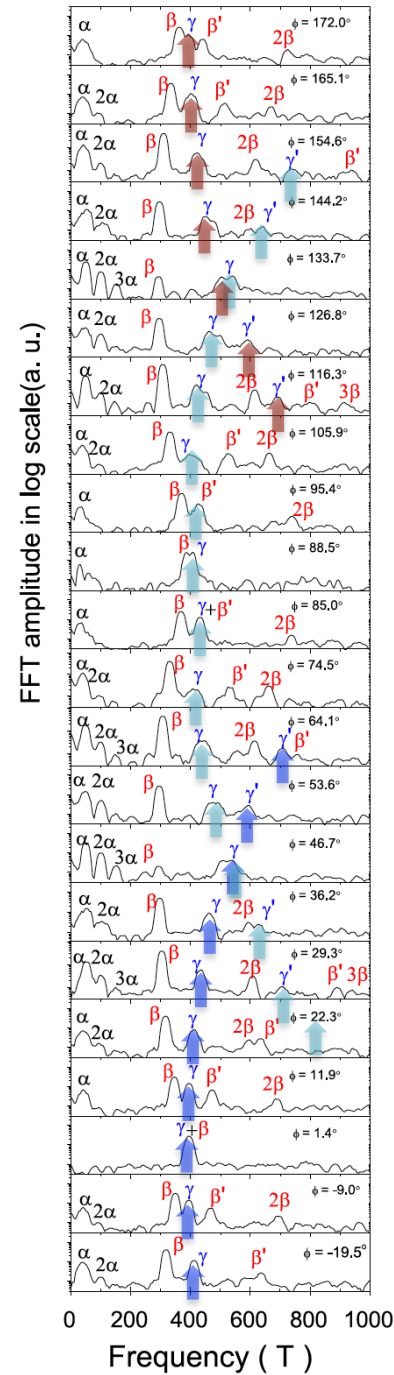 α β γ β' 2β ϕ = 172.0°
α 2α β γ β' 2β ϕ = 165.1°
α 2α β γ 2β γ' β' ϕ = 154.6°
α 2α β γ 2β γ' ϕ = 144.2°
α 2α 3α β γ ϕ = 133.7°
α 2α β γ γ' ϕ = 126.8°
α 2α β γ 2β γ' β' 3β ϕ = 116.3°
α 2α β γ β' 2β ϕ = 105.9°
α β β' 2β ϕ = 95.4°
α β γ ϕ = 88.5°
α β γ+β' 2β ϕ = 85.0°
α 2α β γ β' 2β ϕ = 74.5°
α 2α 3α β γ 2β γ' β' ϕ = 64.1°
α 2α β γ γ' ϕ = 53.6°
α 2α 3α β γ ϕ = 46.7°
α 2α β γ 2β γ' ϕ = 36.2°
α 2α 3α β γ 2β γ' β' 3β ϕ = 29.3°
α 2α β γ 2β β' ϕ = 22.3°
α β γ β' 2β ϕ = 11.9°
γ+β ϕ = 1.4°
α 2α β γ β' 2β ϕ = -9.0°
α 2α β γ β' ϕ = -19.5°
FFT amplitude in log scale(a. u.)
0 200 400 600 800 1000
Frequency ( T )